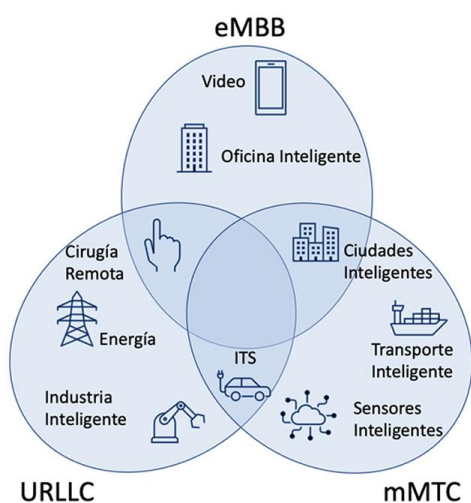 eMBB
Video
Oficina Inteligente
Cirugía
Remota
Ciudades
Inteligentes
Energía
ITS
Transporte
Inteligente
Industria
Inteligente
Sensores
Inteligentes
URLLC
mMTC